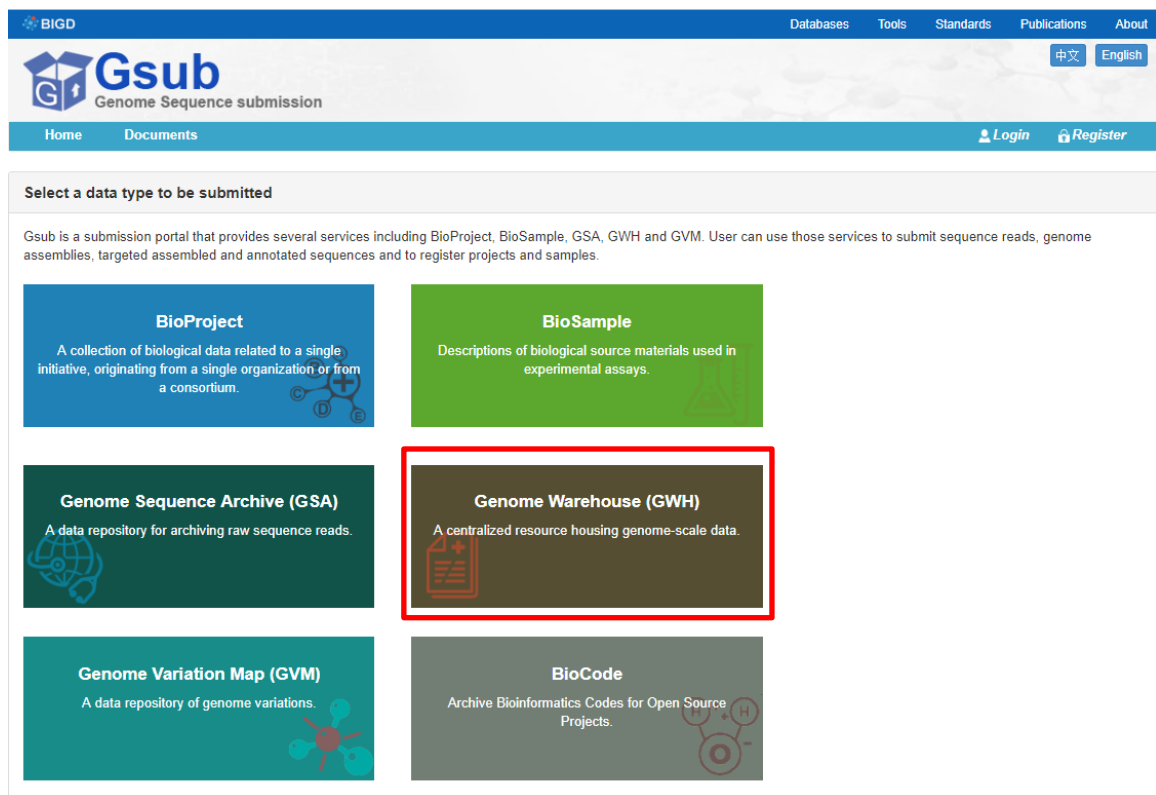 BIGD
Databases Tools Standards Publications About
中文 English
G
Gsub
Genome Sequence submission
Home Documents Login Register
Select a data type to be submitted
Gsub is a submission portal that provides several services including BioProject, BioSample, GSA, GWH and GVM. User can use those services to submit sequence reads, genome
assemblies, targeted assembled and annotated sequences and to register projects and samples.
BioProject
A collection of biological data related to a single
initiative, originating from a single organization or from
a consortium.
C D E
BioSample
Descriptions of biological source materials used in
experimental assays.
Genome Sequence Archive (GSA)
A data repository for archiving raw sequence reads.
Genome Warehouse (GWH)
A centralized resource housing genome-scale data.
Genome Variation Map (GVM)
A data repository of genome variations.
BioCode
Archive Bioinformatics Codes for Open Source
Projects.
H + H
O -